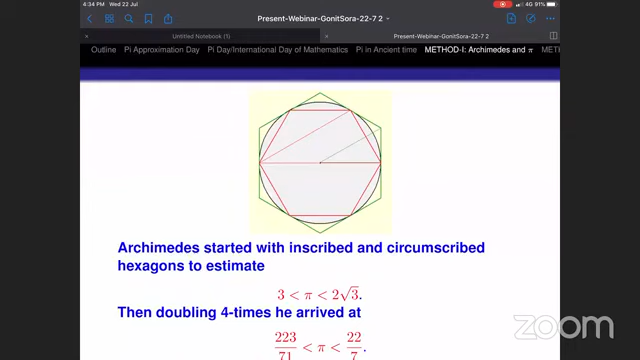 4:34 PM Wed 22 Jul
Present-Webinar-GonitSora-22-7 2
4G 91%
Untitled Notebook (1)
Present-Webinar-GonitSora-22-7 2
Outline Pi Approximation Day Pi Day/International Day of Mathematics Pi in Ancient time METHOD-I: Archimedes and π MET
Archimedes started with inscribed and circumscribed
hexagons to estimate
3 < π < 2√3.
Then doubling 4-times he arrived at
223/71 < π < 22/7.
zoom